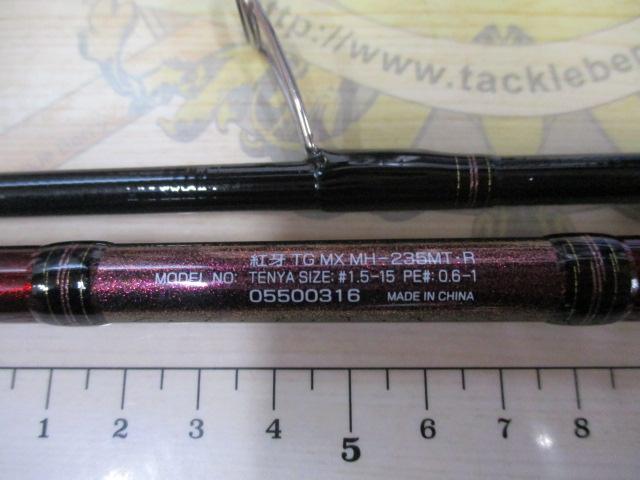 http://www
www.tackleber
紅牙 TG MX MH-235MT·R
MODEL NO: TENYA SIZE: #1.5-15 PE#: 0.6-1
05500316 MADE IN CHINA
1 2 3 4 5 6 7 8